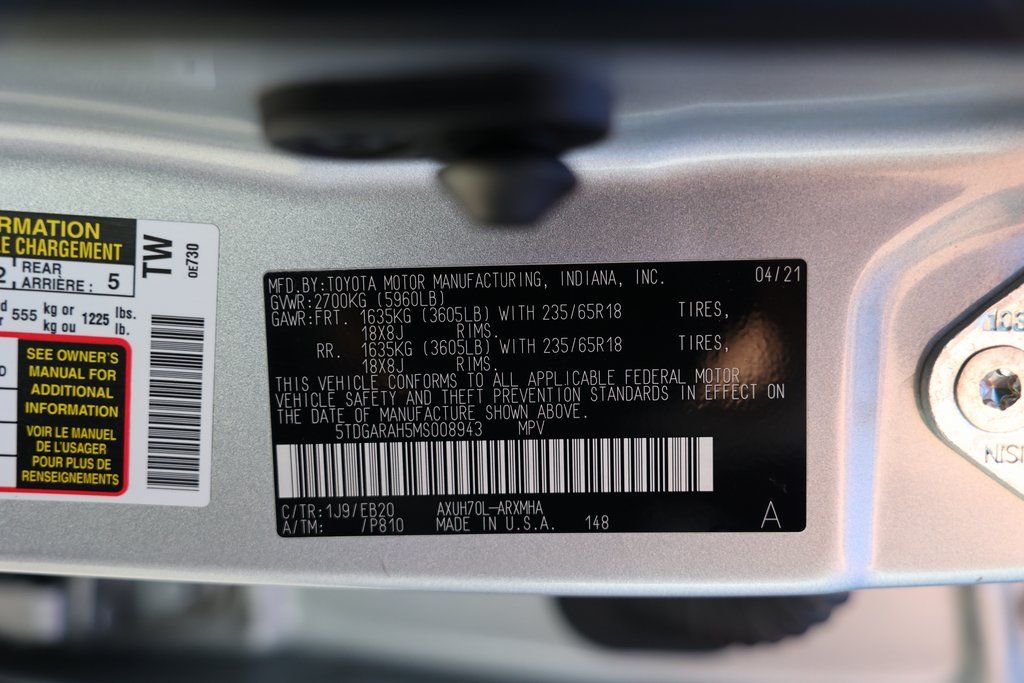 RMATION
LE CHARGEMENT
TW
0E730
2,
REAR
ARRIÈRE : 5
555 kg or
kg ou 1225 lbs.
lb.
SEE OWNER'S
MANUAL FOR
ADDITIONAL
INFORMATION
VOIR LE MANUEL
DE L'USAGER
POUR PLUS DE
RENSEIGNEMENTS
MFD.BY:TOYOTA MOTOR MANUFACTURING, INDIANA, INC. 04/21
GVWR:2700KG (5960LB)
GAWR:FRT. 1635KG (3605LB) WITH 235/65R18 TIRES,
18X8J RIMS.
RR. 1635KG (3605LB) WITH 235/65R18 TIRES,
18X8J RIMS.
THIS VEHICLE CONFORMS TO ALL APPLICABLE FEDERAL MOTOR
VEHICLE SAFETY AND THEFT PREVENTION STANDARDS IN EFFECT ON
THE DATE OF MANUFACTURE SHOWN ABOVE.
5TDGARAH5MS008943 MPV
C/TR:1J9/EB20 AXUH70L-ARXMHA
A/TM: /P810 MADE IN U.S.A. 148 A